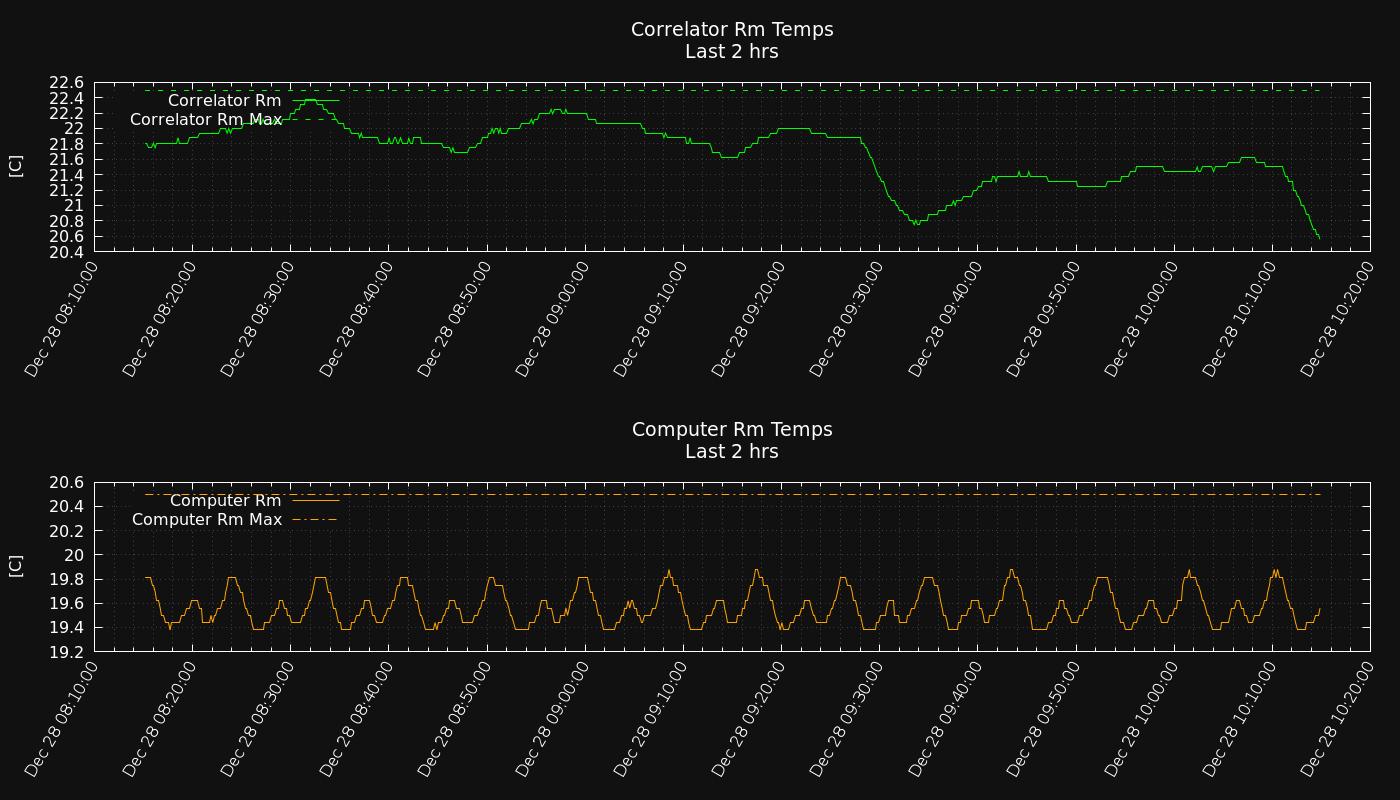 Correlator Rm Temps
Last 2 hrs
[C]
22.6
22.4
22.2
22
21.8
21.6
21.4
21.2
21
20.8
20.6
20.4
Correlator Rm
Correlator Rm Max
Dec 28 08:10:00
Dec 28 08:20:00
Dec 28 08:30:00
Dec 28 08:40:00
Dec 28 08:50:00
Dec 28 09:00:00
Dec 28 09:10:00
Dec 28 09:20:00
Dec 28 09:30:00
Dec 28 09:40:00
Dec 28 09:50:00
Dec 28 10:00:00
Dec 28 10:10:00
Dec 28 10:20:00
Computer Rm Temps
Last 2 hrs
[C]
20.6
20.4
20.2
20
19.8
19.6
19.4
19.2
Computer Rm
Computer Rm Max
Dec 28 08:10:00
Dec 28 08:20:00
Dec 28 08:30:00
Dec 28 08:40:00
Dec 28 08:50:00
Dec 28 09:00:00
Dec 28 09:10:00
Dec 28 09:20:00
Dec 28 09:30:00
Dec 28 09:40:00
Dec 28 09:50:00
Dec 28 10:00:00
Dec 28 10:10:00
Dec 28 10:20:00